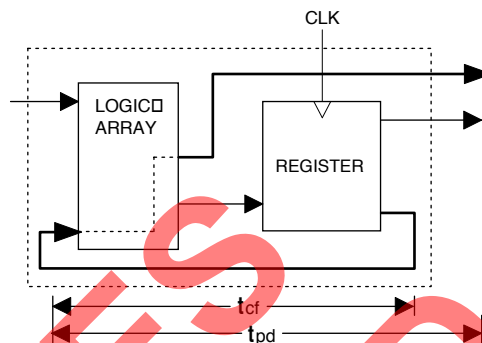 CLK
LOGIC□
ARRAY
REGISTER
tcf
tpd